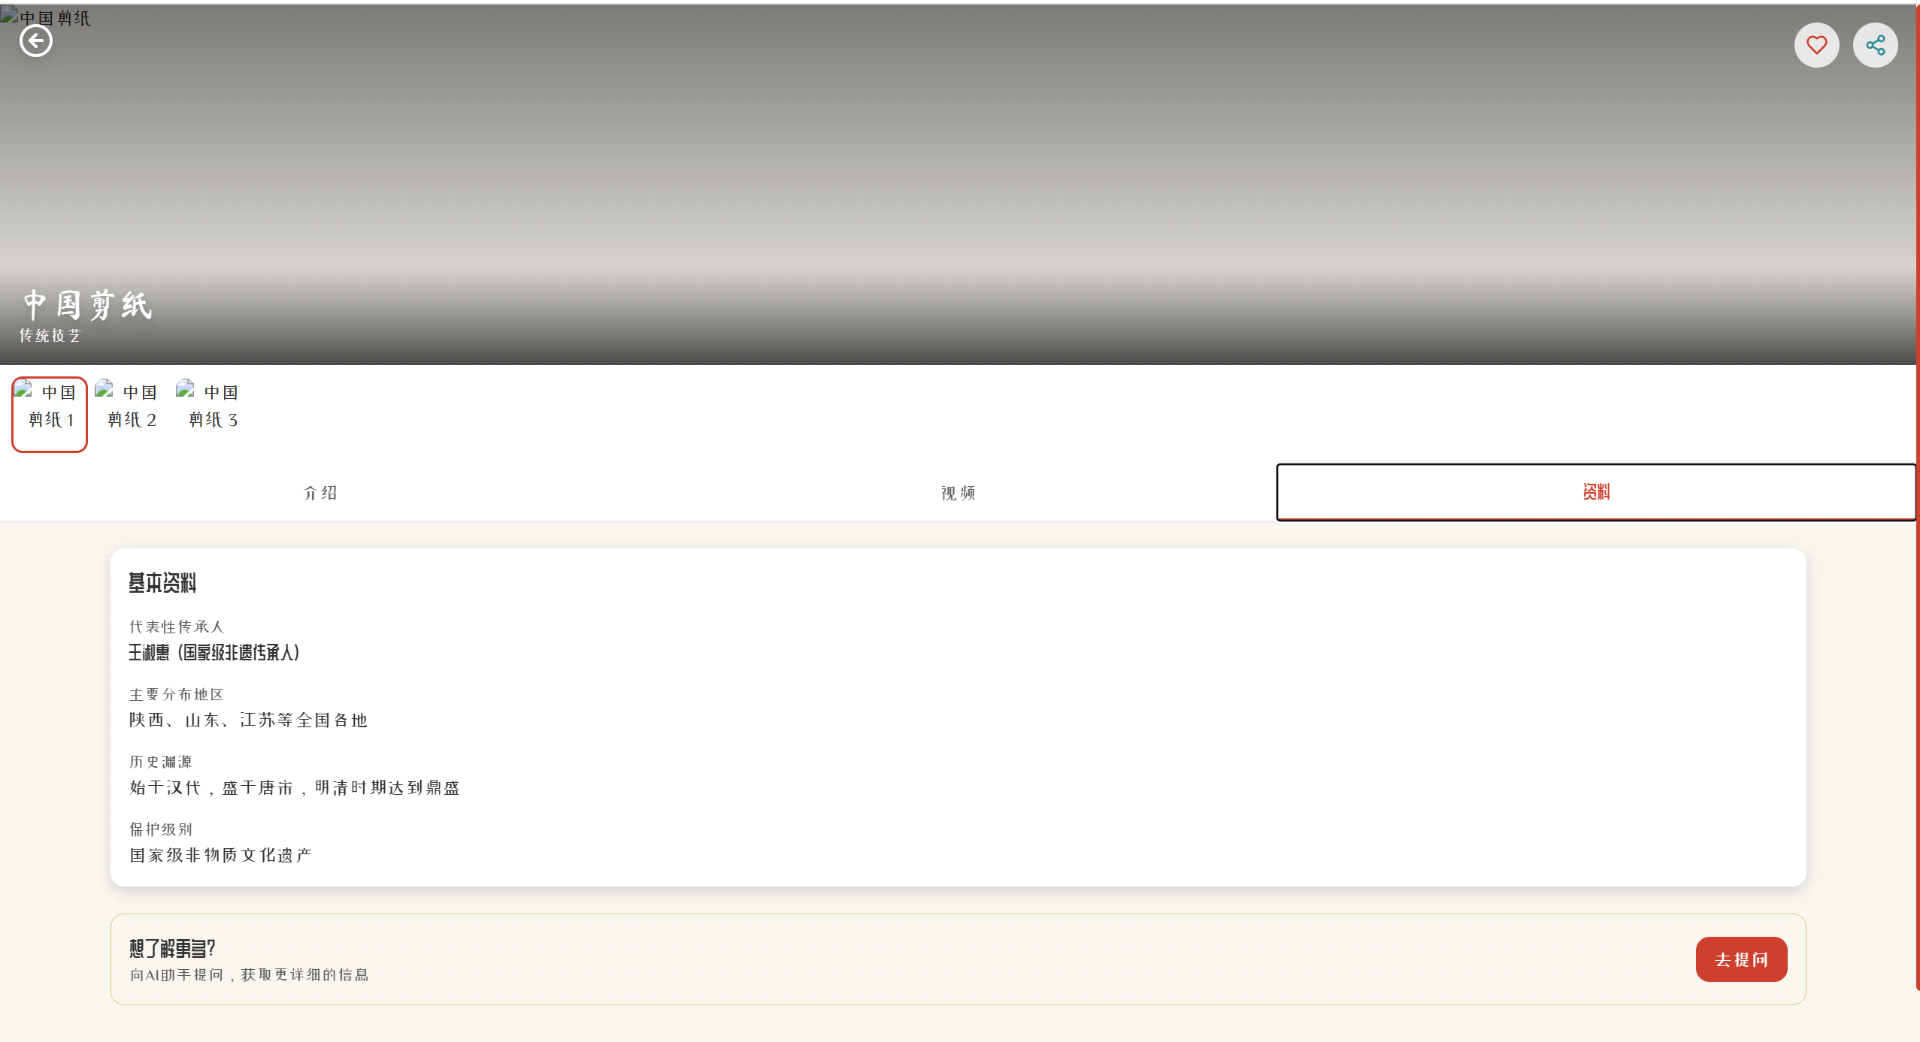 中国剪纸
中国剪纸
传统技艺
中国
剪纸 1
中国
剪纸 2
中国
剪纸 3
介绍
视频
资料
基本资料
代表性传承人
王湘惠（国家级非遗传承人）
主要分布地区
陕西、山东、江苏等全国各地
历史渊源
始于汉代，盛于唐宋，明清时期达到鼎盛
保护级别
国家级非物质文化遗产
想了解更多？
向AI助手提问，获取更详细的信息
去提问